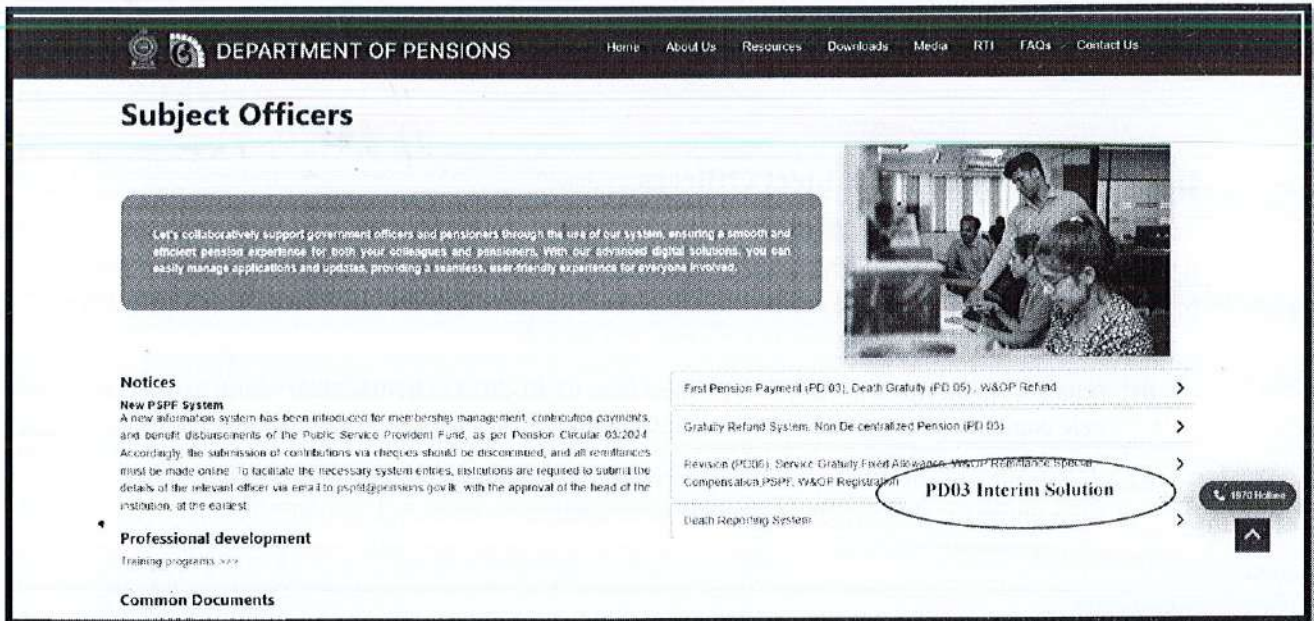 DEPARTMENT OF PENSIONS
Home About Us Resources Downloads Media RTI FAQs Contact Us
Subject Officers
Let's collaboratively support government officers and pensioners through the use of our system, ensuring a smooth and
efficient pension experience for both your colleagues and pensioners. With our advanced digital solutions, you can
easily manage applications and updates, providing a seamless, user-friendly experience for everyone involved.
Notices
New PSPF System
A new information system has been introduced for membership management, contribution payments,
and benefit disbursements of the Public Service Provident Fund, as per Pension Circular 03/2024.
Accordingly, the submission of contributions via cheques should be discontinued, and all remittances
must be made online. To facilitate the necessary system entries, institutions are required to submit the
details of the relevant officer via email to @pensions.gov.lk, with the approval of the head of the
institution, at the earliest.
Professional development
Training programs >>>
Common Documents
First Pension Payment (PD 03), Death Gratuity (PD 05) , W&OP Refund
Gratuity Refund System, Non De-centralized Pension (PD 03)
Revision (PD06), Service Gratuity Fixed Allowance, W&OP Remittance Special
Compensation,PSPF, W&OP Registration
PD03 Interim Solution
Death Reporting System
1970 Hotline